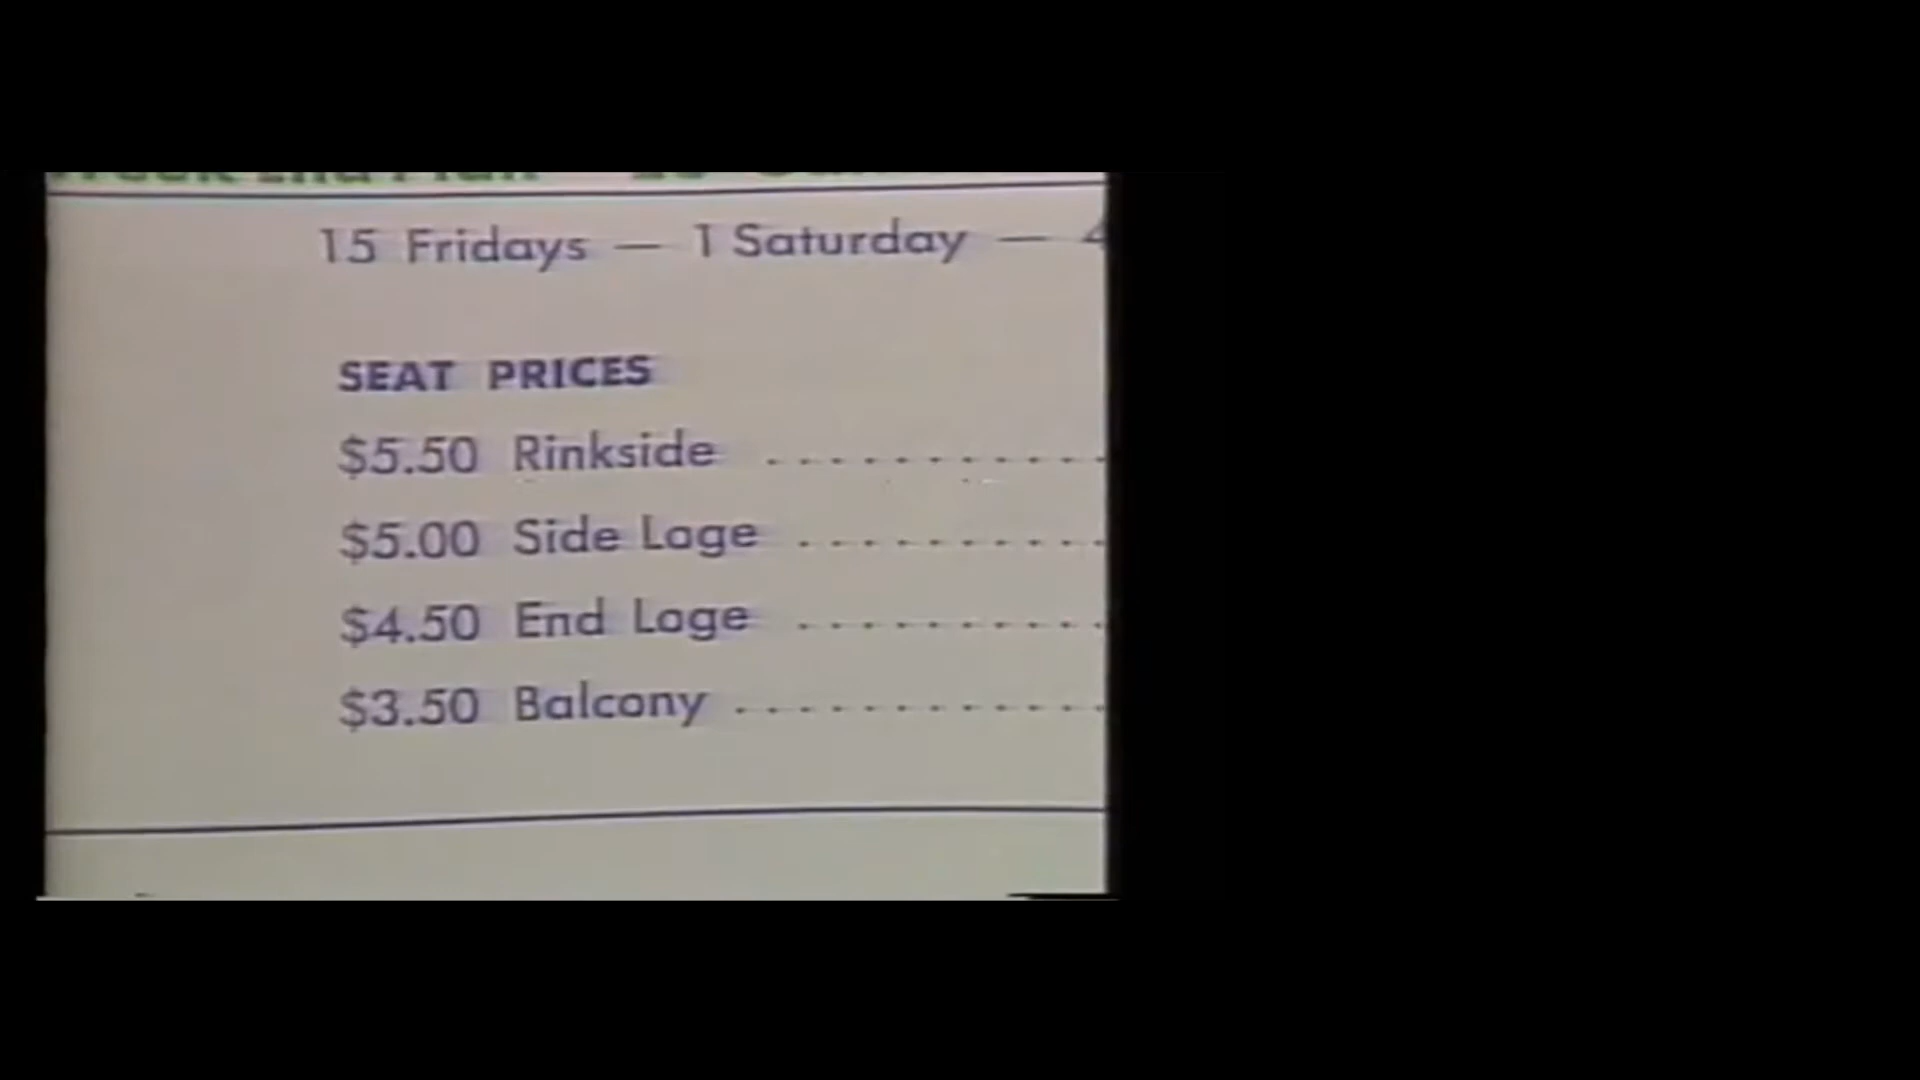 15 Fridays — 1 Saturday —
SEAT PRICES
$5.50 Rinkside ...........
$5.00 Side Loge ..........
$4.50 End Loge ..........
$3.50 Balcony ............